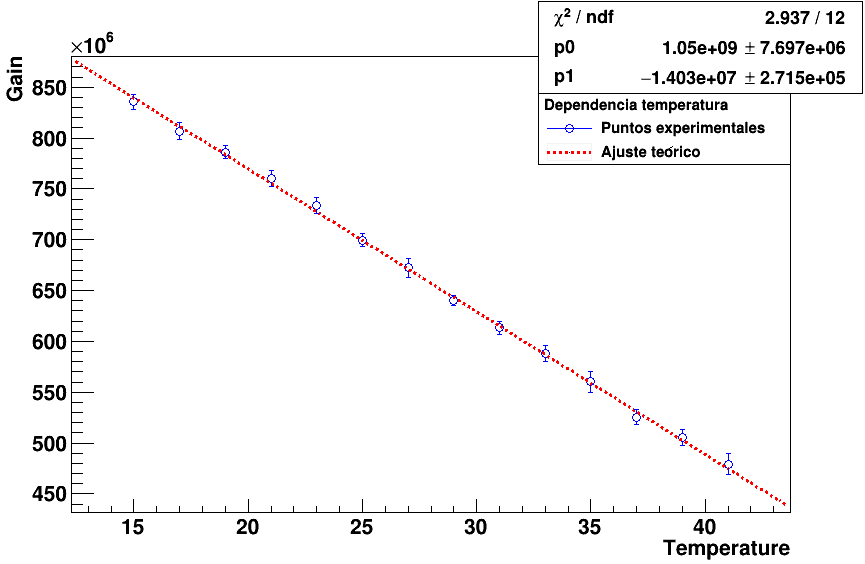 ×10⁶
Gain
850
800
750
700
650
600
550
500
450
15 20 25 30 35 40
Temperature
χ² / ndf 2.937 / 12
p0 1.05e+09 ± 7.697e+06
p1 −1.403e+07 ± 2.715e+05
Dependencia temperatura
Puntos experimentales
Ajuste teórico